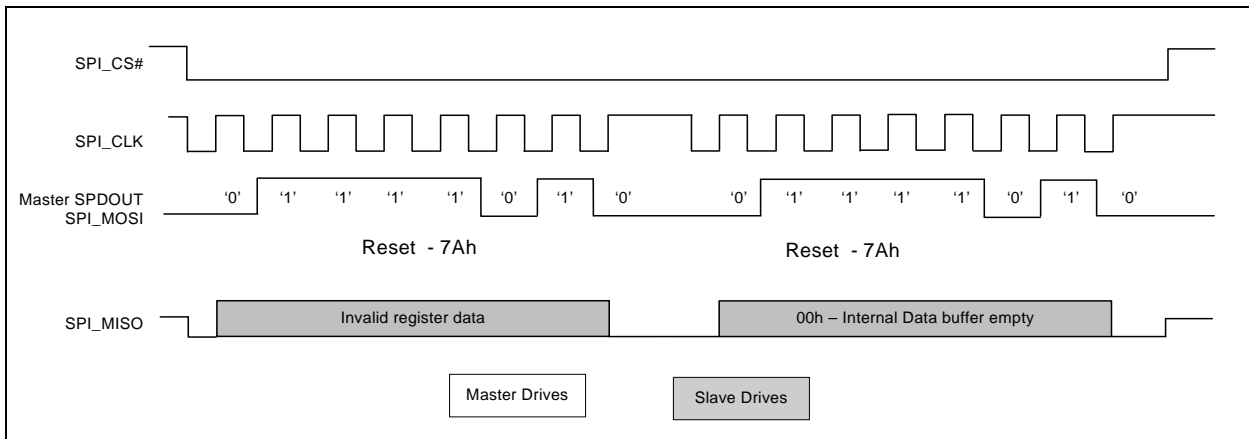 SPI_CS#
SPI_CLK
Master SPDOUT
SPI_MOSI
‘0’ ‘1’ ‘1’ ‘1’ ‘1’ ‘0’ ‘1’ ‘0’ ‘0’ ‘1’ ‘1’ ‘1’ ‘1’ ‘0’ ‘1’ ‘0’
Reset - 7Ah
Reset - 7Ah
SPI_MISO
Invalid register data
00h – Internal Data buffer empty
Master Drives
Slave Drives